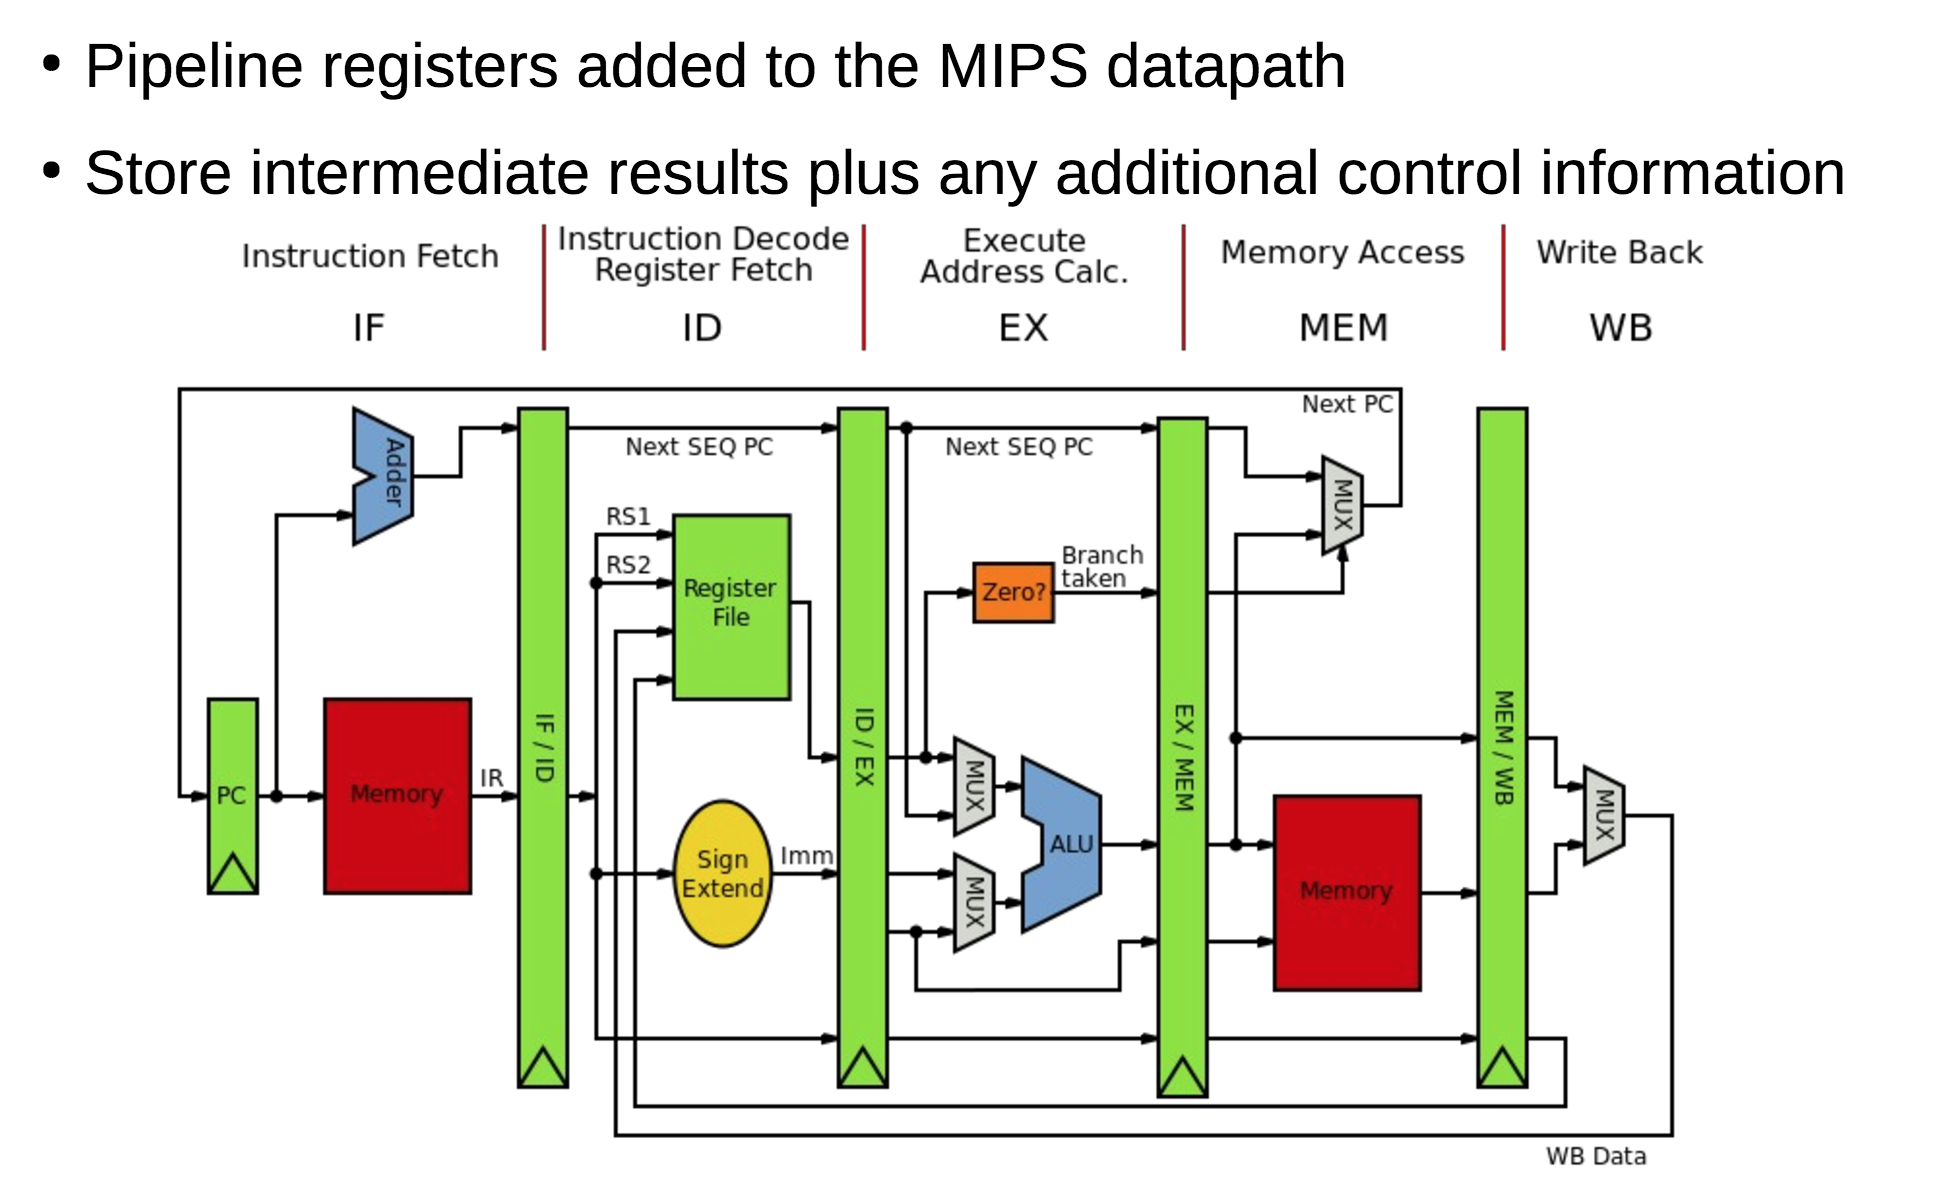 • Pipeline registers added to the MIPS datapath
• Store intermediate results plus any additional control information
Instruction Fetch
Instruction Decode
Register Fetch
Execute
Address Calc.
Memory Access
Write Back
IF
ID
EX
MEM
WB
Next PC
Adder
Next SEQ PC
Next SEQ PC
MUX
RS1
RS2
Register
File
Branch
taken
Zero?
IF / ID
ID / EX
EX / MEM
MEM / WB
PC
Memory
IR
MUX
ALU
MUX
Sign
Extend
Imm
MUX
Memory
WB Data